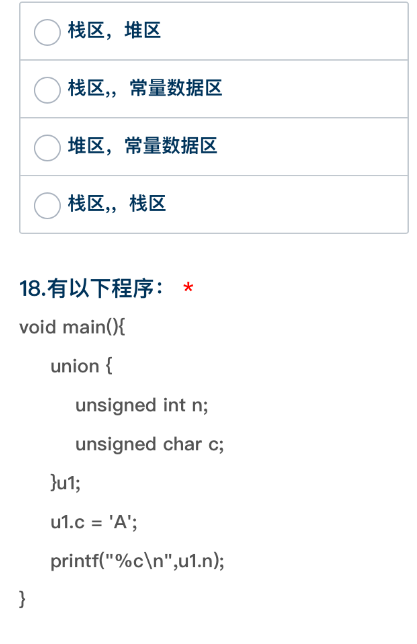 栈区，堆区
栈区,，常量数据区
堆区，常量数据区
栈区,，栈区
18.有以下程序： *
void main(){
union {
unsigned int n;
unsigned char c;
}u1;
u1.c = 'A';
printf("%c\n",u1.n);
}